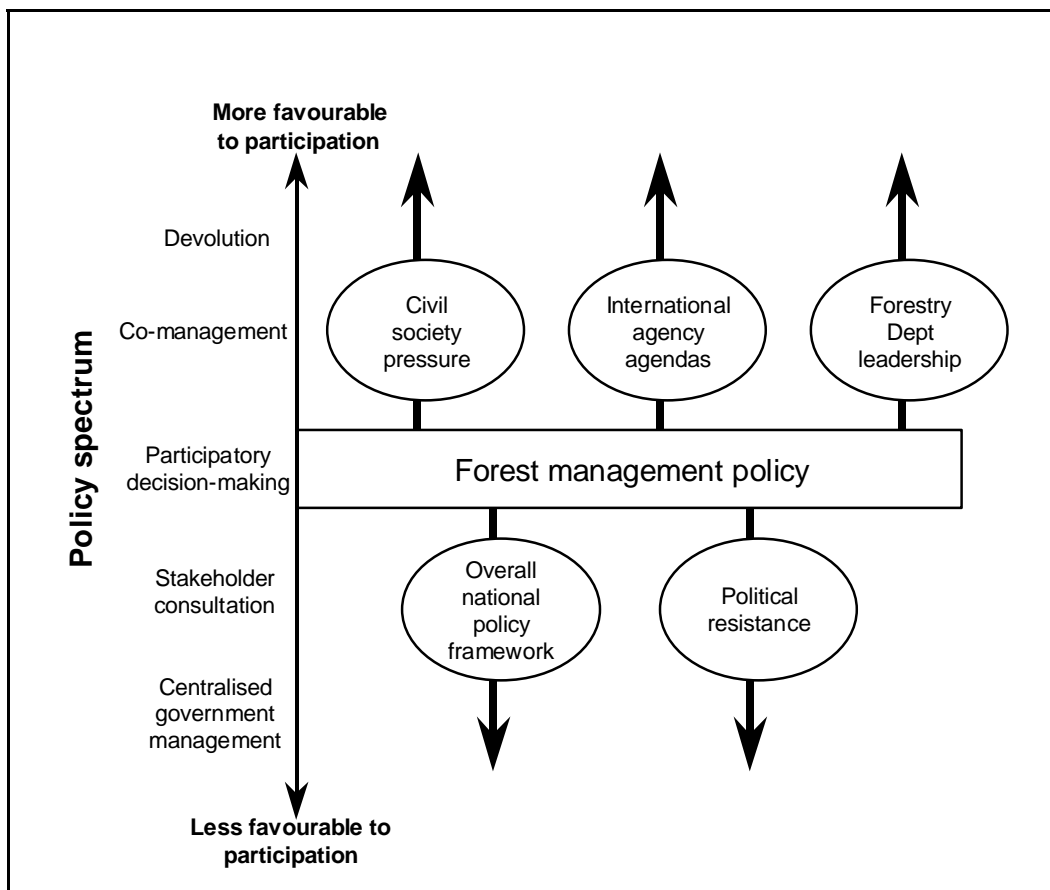 More favourable
to participation
Devolution
Co-management
Policy spectrum
Participatory
decision-making
Stakeholder
consultation
Centralised
government
management
Less favourable to
participation
Civil
society
pressure
International
agency
agendas
Forestry
Dept
leadership
Forest management policy
Overall
national
policy
framework
Political
resistance